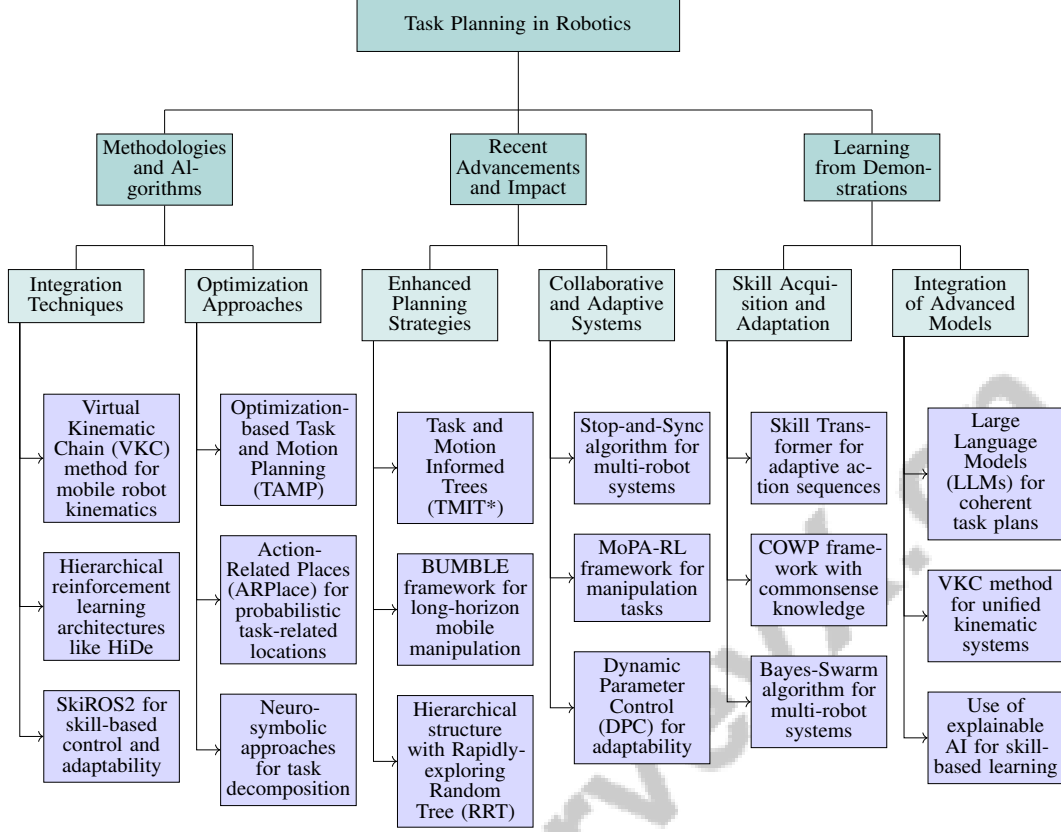 Task Planning in Robotics
Methodologies
and Al-
gorithms
Recent
Advancements
and Impact
Learning
from Demon-
strations
Integration
Techniques
Optimization
Approaches
Enhanced
Planning
Strategies
Collaborative
and Adaptive
Systems
Skill Acqui-
sition and
Adaptation
Integration
of Advanced
Models
Virtual
Kinematic
Chain (VKC)
method for
mobile robot
kinematics
Hierarchical
reinforcement
learning
architectures
like HiDe
SkiROS2 for
skill-based
control and
adaptability
Optimization-
based Task
and Motion
Planning
(TAMP)
Action-
Related Places
(ARPlace) for
probabilistic
task-related
locations
Neuro-
symbolic
approaches
for task
decomposition
Task and
Motion
Informed
Trees
(TMIT*)
BUMBLE
framework for
long-horizon
mobile
manipulation
Hierarchical
structure
with Rapidly-
exploring
Random
Tree (RRT)
Stop-and-Sync
algorithm for
multi-robot
systems
MoPA-RL
framework for
manipulation
tasks
Dynamic
Parameter
Control
(DPC) for
adaptability
Skill Trans-
former for
adaptive ac-
tion sequences
COWP frame-
work with
commonsense
knowledge
Bayes-Swarm
algorithm for
multi-robot
systems
Large
Language
Models
(LLMs) for
coherent
task plans
VKC method
for unified
kinematic
systems
Use of
explainable
AI for skill-
based learning